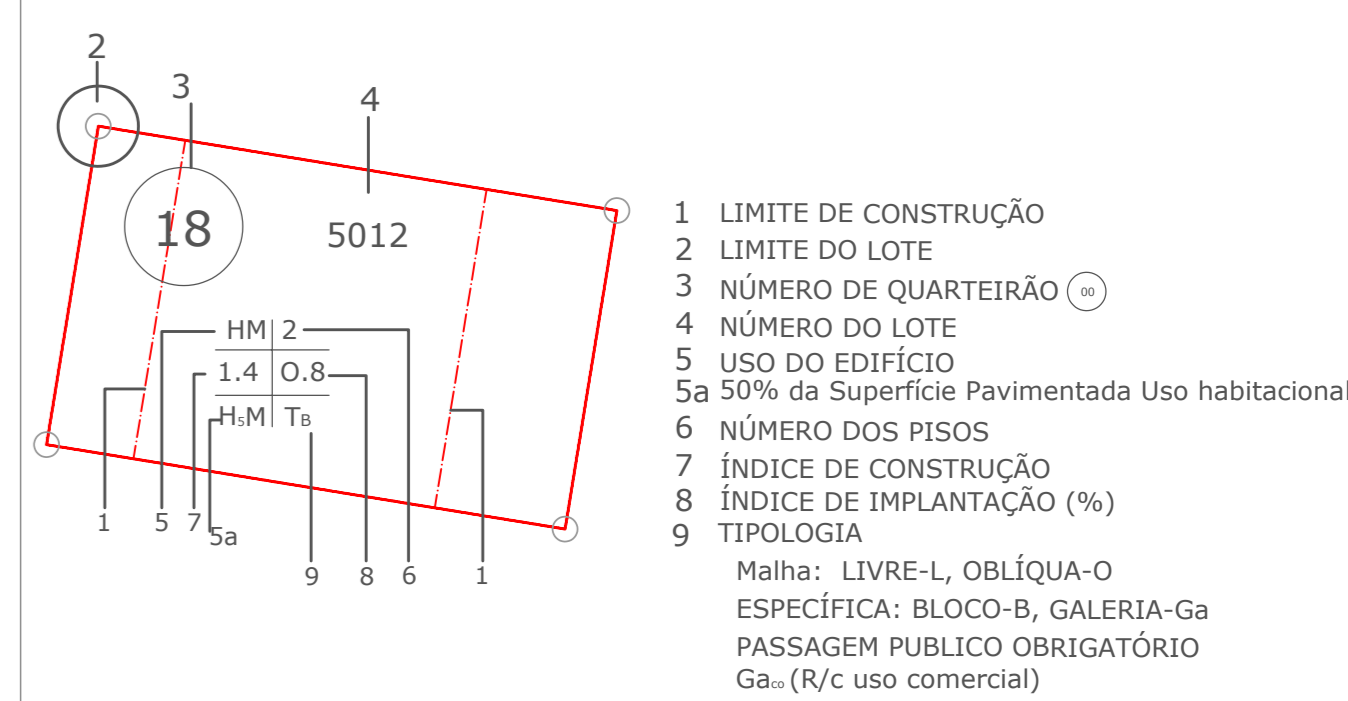 2
3
4
18
5012
HM 2
1.4 O.8
H₅M TB
1 5 7 5a 9 8 6 1
1 LIMITE DE CONSTRUÇÃO
2 LIMITE DO LOTE
3 NÚMERO DE QUARTEIRÃO 00
4 NÚMERO DO LOTE
5 USO DO EDIFÍCIO
5a 50% da Superfície Pavimentada Uso habitacional
6 NÚMERO DOS PISOS
7 ÍNDICE DE CONSTRUÇÃO
8 ÍNDICE DE IMPLANTAÇÃO (%)
9 TIPOLOGIA
Malha: LIVRE-L, OBLÍQUA-O
ESPECÍFICA: BLOCO-B, GALERIA-Ga
PASSAGEM PUBLICO OBRIGATÓRIO
Gaco (R/c uso comercial)